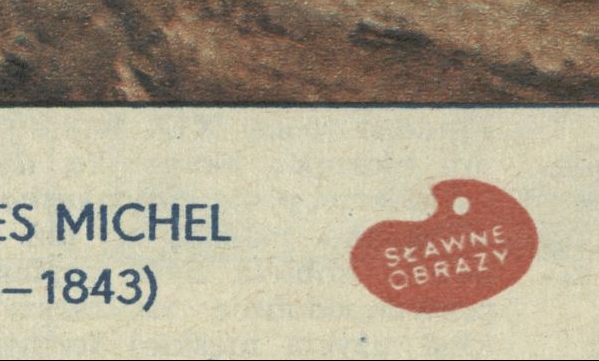 ES MICHEL
–1843)
SŁAWNE
OBRAZY